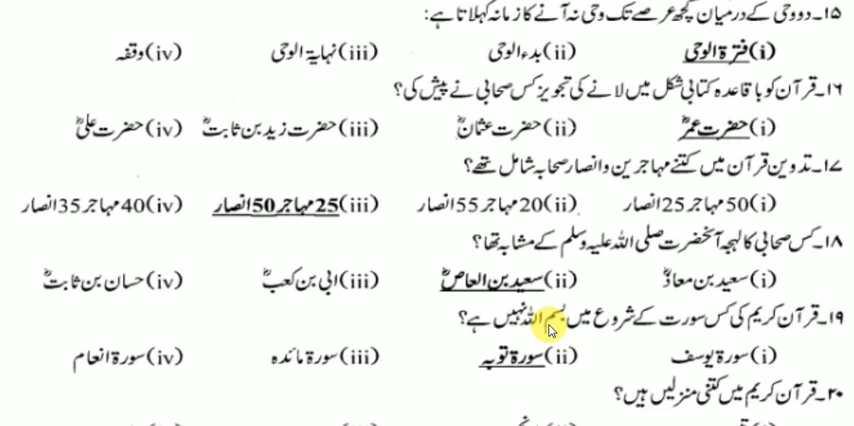 ۱۵۔ دو وحی کے درمیان کچھ عرصے تک وحی نہ آنے کا زمانہ کہلاتا ہے:
(i) فترۃ الوحی (ii) بدء الوحی (iii) نہایۃ الوحی (iv) وقفہ
۱۶۔ قرآن کو باقاعدہ کتابی شکل میں لانے کی تجویز کس صحابی نے پیش کی؟
(i) حضرت عمرؓ (ii) حضرت عثمانؓ (iii) حضرت زید بن ثابتؓ (iv) حضرت علیؓ
۱۷۔ تدوین قرآن میں کتنے مہاجرین و انصار صحابہ شامل تھے؟
(i) 50 مہاجر 25 انصار (ii) 20 مہاجر 55 انصار (iii) 25 مہاجر 50 انصار (iv) 40 مہاجر 35 انصار
۱۸۔ کس صحابی کا لہجہ آنحضرت صلی اللہ علیہ وسلم کے مشابہ تھا؟
(i) سعید بن معاذؓ (ii) سعید بن العاصؓ (iii) ابی بن کعبؓ (iv) حسان بن ثابتؓ
۱۹۔ قرآن کریم کی کس سورت کے شروع میں بسم اللہ نہیں ہے؟
(i) سورۃ یوسف (ii) سورۃ توبہ (iii) سورۃ مائدہ (iv) سورۃ انعام
۲۰۔ قرآن کریم میں کتنی منزلیں ہیں؟